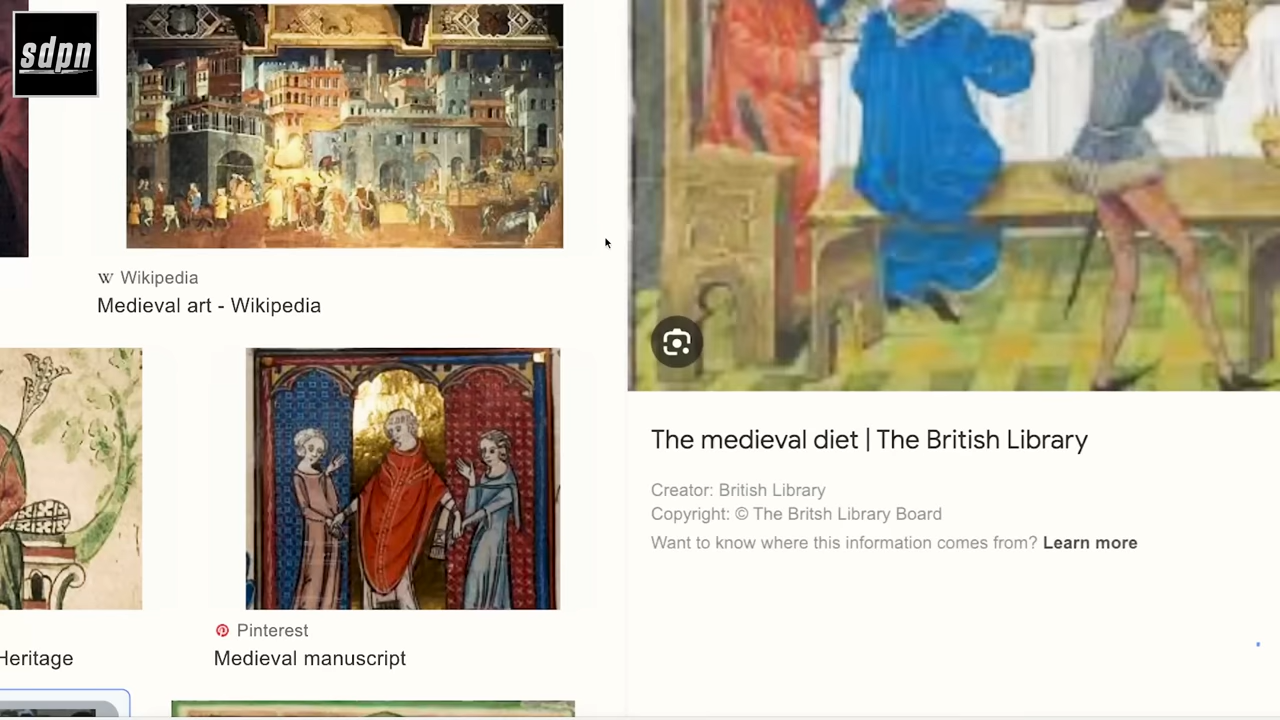 sdpn
W Wikipedia
Medieval art - Wikipedia
Heritage
Pinterest
Medieval manuscript
The medieval diet | The British Library
Creator: British Library
Copyright: © The Britsh Library Board
Want to know where this information comes from? Learn more